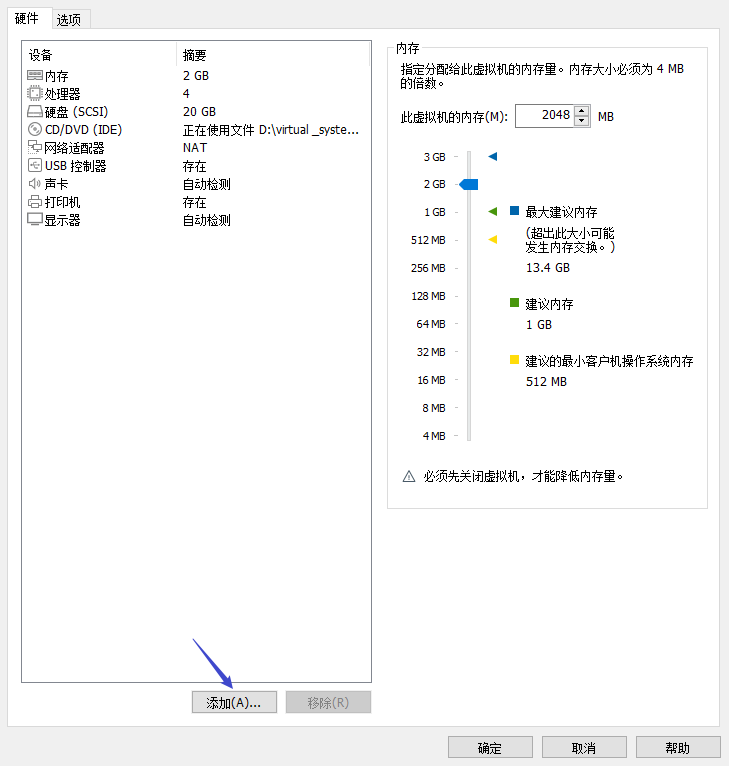 硬件 选项
设备 摘要
内存 2 GB
处理器 4
硬盘 (SCSI) 20 GB
CD/DVD (IDE) 正在使用文件 D:\virtual _syste...
网络适配器 NAT
USB 控制器 存在
声卡 自动检测
打印机 存在
显示器 自动检测
添加(A)... 移除(R)
内存
指定分配给此虚拟机的内存量。内存大小必须为 4 MB
的倍数。
此虚拟机的内存(M): 2048 MB
3 GB
2 GB
1 GB
512 MB
256 MB
128 MB
64 MB
32 MB
16 MB
8 MB
4 MB
最大建议内存
(超出此大小可能
发生内存交换。)
13.4 GB
建议内存
1 GB
建议的最小客户机操作系统内存
512 MB
必须先关闭虚拟机，才能降低内存量。
确定 取消 帮助